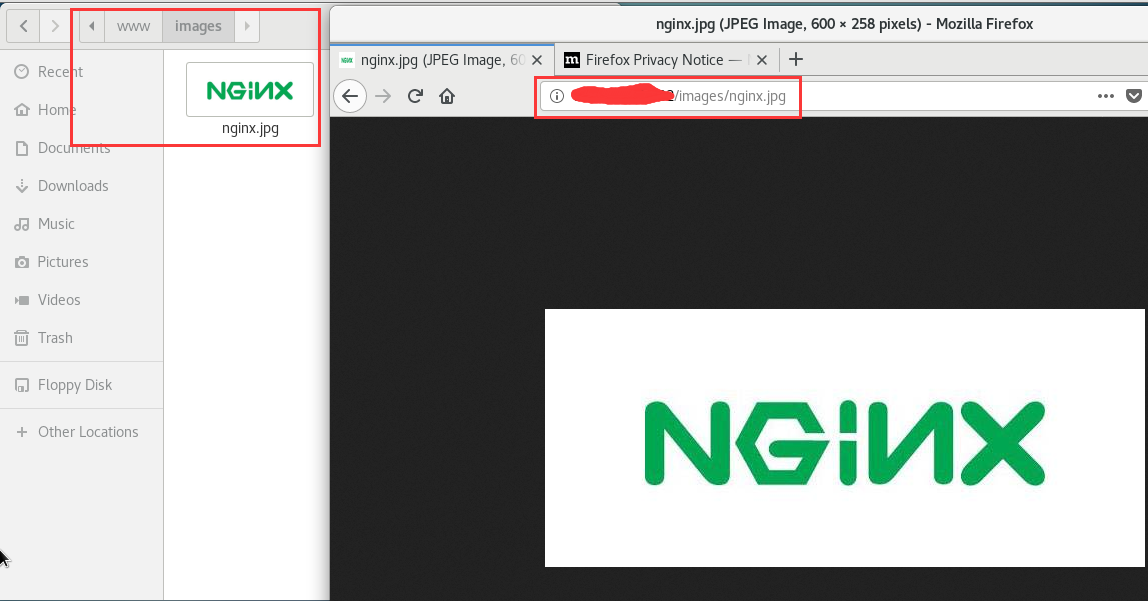 www images
Recent
Home
Documents
Downloads
Music
Pictures
Videos
Trash
Floppy Disk
Other Locations
NGINX
nginx.jpg
nginx.jpg (JPEG Image, 600 × 258 pixels) - Mozilla Firefox
nginx.jpg (JPEG Image, 60
m Firefox Privacy Notice —
/images/nginx.jpg
NGINX